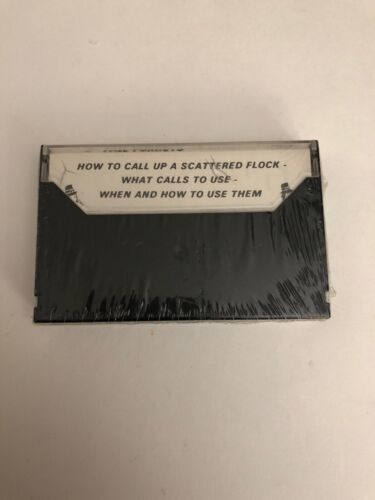 HOW TO CALL UP A SCATTERED FLOCK -
WHAT CALLS TO USE -
WHEN AND HOW TO USE THEM